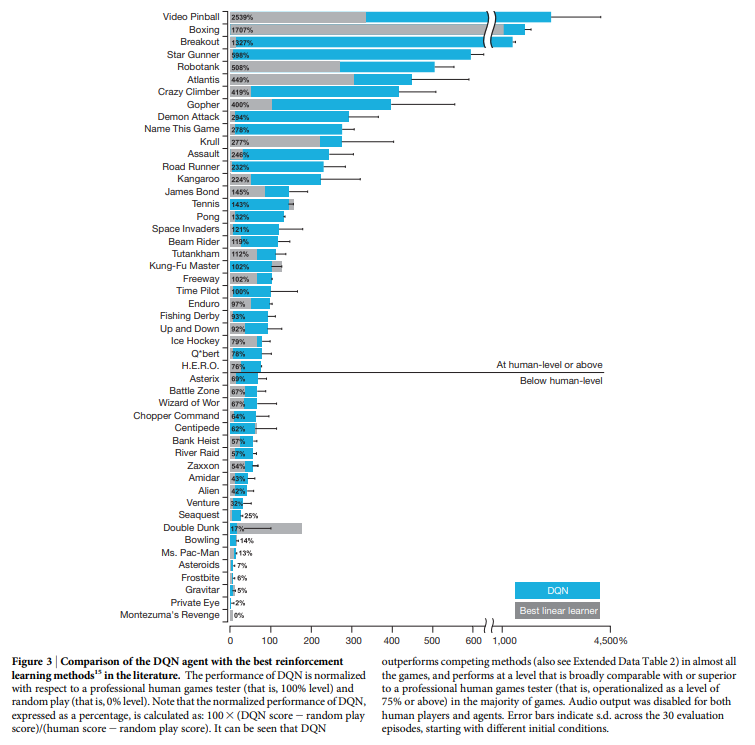 Video Pinball 2539%
Boxing 1707%
Breakout 1327%
Star Gunner 598%
Robotank 508%
Atlantis 449%
Crazy Climber 419%
Gopher 400%
Demon Attack 294%
Name This Game 278%
Krull 277%
Assault 246%
Road Runner 232%
Kangaroo 224%
James Bond 145%
Tennis 143%
Pong 132%
Space Invaders 121%
Beam Rider 119%
Tutankham 112%
Kung-Fu Master 102%
Freeway 102%
Time Pilot 100%
Enduro 97%
Fishing Derby 93%
Up and Down 92%
Ice Hockey 79%
Q*bert 78%
H.E.R.O. 76%
At human-level or above
Asterix 69%
Below human-level
Battle Zone 67%
Wizard of Wor 67%
Chopper Command 64%
Centipede 62%
Bank Heist 57%
River Raid 57%
Zaxxon 54%
Amidar 43%
Alien 42%
Venture 32%
Seaquest 25%
Double Dunk 17%
Bowling 14%
Ms. Pac-Man 13%
Asteroids 7%
Frostbite 6%
Gravitar 5%
Private Eye 2%
Montezuma's Revenge 0%
DQN
Best linear learner
0 100 200 300 400 500 600 1,000 4,500%
Figure 3 | Comparison of the DQN agent with the best reinforcement
learning methods15 in the literature. The performance of DQN is normalized
with respect to a professional human games tester (that is, 100% level) and
random play (that is, 0% level). Note that the normalized performance of DQN,
expressed as a percentage, is calculated as: 100 × (DQN score − random play
score)/(human score − random play score). It can be seen that DQN
outperforms competing methods (also see Extended Data Table 2) in almost all
the games, and performs at a level that is broadly comparable with or superior
to a professional human games tester (that is, operationalized as a level of
75% or above) in the majority of games. Audio output was disabled for both
human players and agents. Error bars indicate s.d. across the 30 evaluation
episodes, starting with different initial conditions.